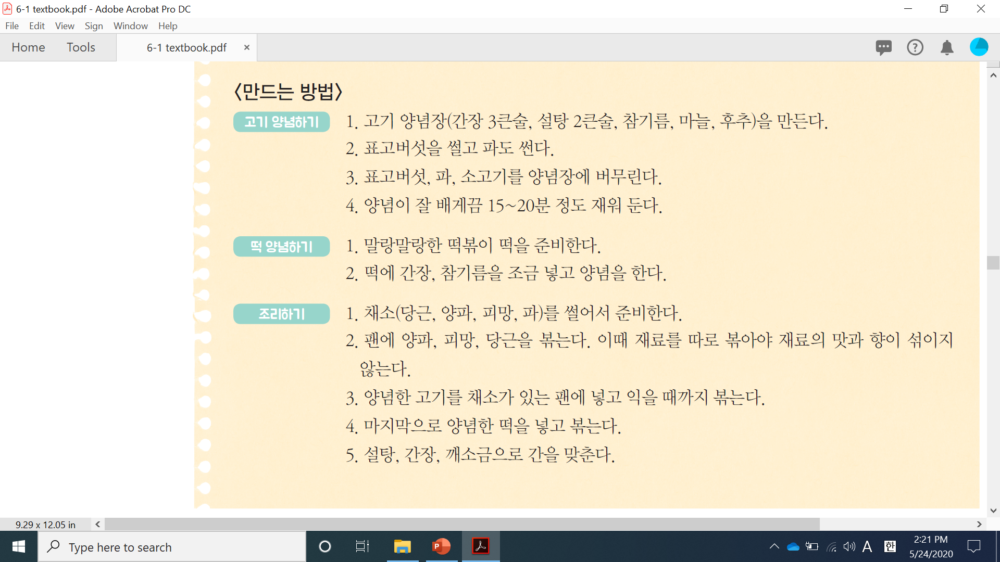 6-1 textbook.pdf - Adobe Acrobat Pro DC
File Edit View Sign Window Help
Home Tools 6-1 textbook.pdf ×
〈만드는 방법〉
고기 양념하기 1. 고기 양념장(간장 3큰술, 설탕 2큰술, 참기름, 마늘, 후추)을 만든다.
2. 표고버섯을 썰고 파도 썬다.
3. 표고버섯, 파, 소고기를 양념장에 버무린다.
4. 양념이 잘 배게끔 15~20분 정도 재워 둔다.
떡 양념하기 1. 말랑말랑한 떡볶이 떡을 준비한다.
2. 떡에 간장, 참기름을 조금 넣고 양념을 한다.
조리하기 1. 채소(당근, 양파, 피망, 파)를 썰어서 준비한다.
2. 팬에 양파, 피망, 당근을 볶는다. 이때 재료를 따로 볶아야 재료의 맛과 향이 섞이지
않는다.
3. 양념한 고기를 채소가 있는 팬에 넣고 익을 때까지 볶는다.
4. 마지막으로 양념한 떡을 넣고 볶는다.
5. 설탕, 간장, 깨소금으로 간을 맞춘다.
9.29 x 12.05 in
Type here to search
P
A 한
2:21 PM
5/24/2020